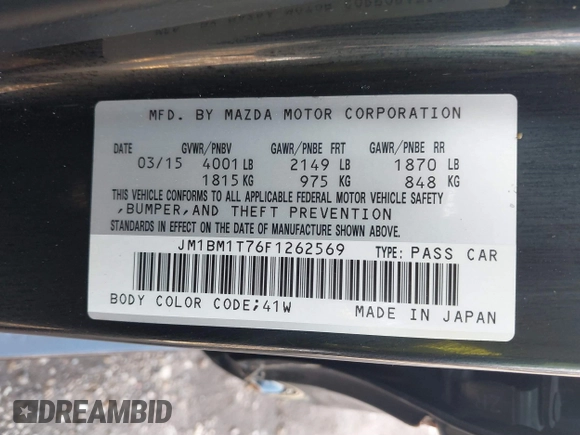 MFD. BY MAZDA MOTOR CORPORATION
DATE GVWR/PNBV GAWR/PNBE FRT GAWR/PNBE RR
03/15 4001 LB 2149 LB 1870 LB
1815 KG 975 KG 848 KG
THIS VEHICLE CONFORMS TO ALL APPLICABLE FEDERAL MOTOR VEHICLE SAFETY
,BUMPER,AND THEFT PREVENTION
STANDARDS IN EFFECT ON THE DATE OF MANUFACTURE SHOWN ABOVE.
JM1BM1T76F1262569 TYPE: PASS CAR
BODY COLOR CODE;41W MADE IN JAPAN
DREAMBID